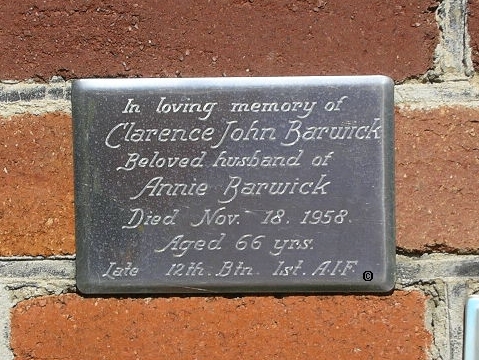 In loving memory of
Clarence John Barwick
Beloved husband of
Annie Barwick
Died Nov. 18. 1958.
Aged 66 yrs.
Late 12th. Btn. 1st. A.I.F.
©